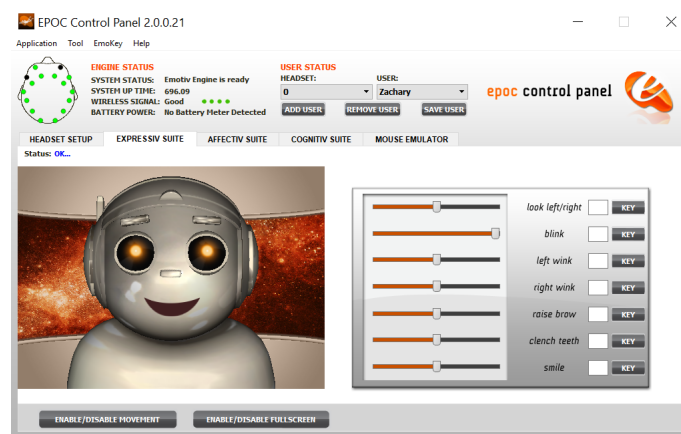 EPOC Control Panel 2.0.0.21
Application Tool EmoKey Help
ENGINE STATUS
SYSTEM STATUS: Emotiv Engine is ready
SYSTEM UP TIME: 696.09
WIRELESS SIGNAL: Good
BATTERY POWER: No Battery Meter Detected
USER STATUS
HEADSET: USER:
0 Zachary
ADD USER REMOVE USER SAVE USER
epoc control panel
HEADSET SETUP EXPRESSIV SUITE AFFECTIV SUITE COGNITIV SUITE MOUSE EMULATOR
Status: OK...
look left/right KEY
blink KEY
left wink KEY
right wink KEY
raise brow KEY
clench teeth KEY
smile KEY
ENABLE/DISABLE MOVEMENT ENABLE/DISABLE FULLSCREEN